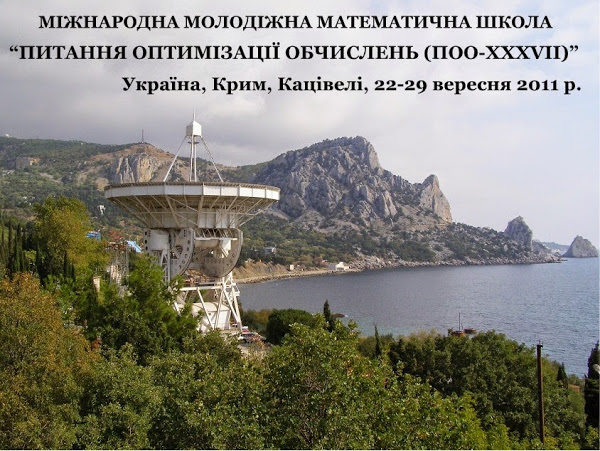 МІЖНАРОДНА МОЛОДІЖНА МАТЕМАТИЧНА ШКОЛА
“ПИТАННЯ ОПТИМІЗАЦІЇ ОБЧИСЛЕНЬ (ПОО-XXXVII)”
Україна, Крим, Кацівелі, 22-29 вересня 2011 р.